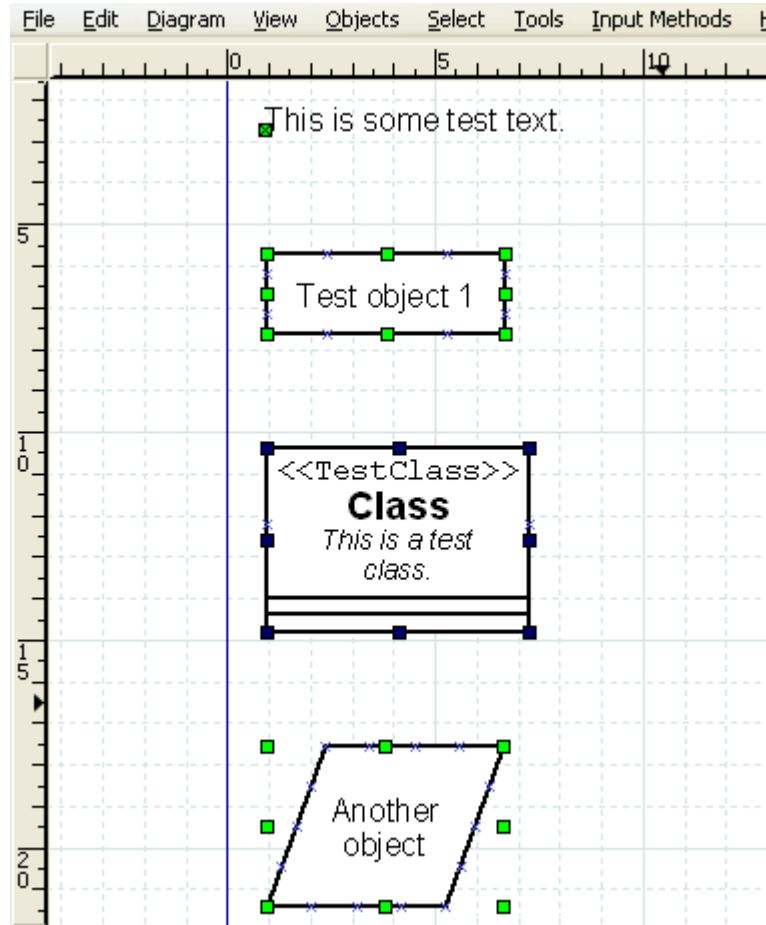 File Edit Diagram View Objects Select Tools Input Methods
0 5 10
This is some test text.
5
Test object 1
10
<<TestClass>>
Class
This is a test
class.
15
Another
object
20